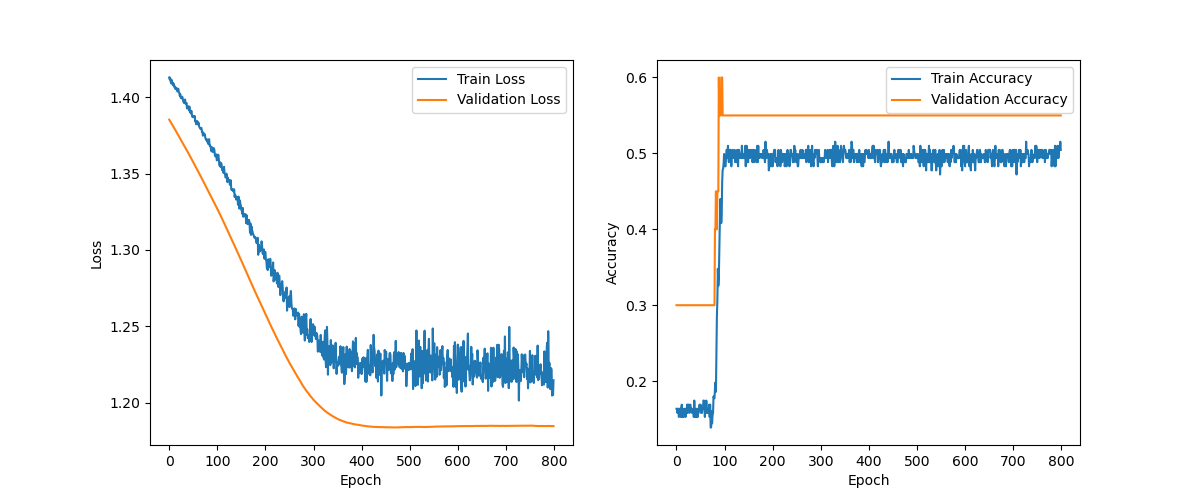 Train Loss
Validation Loss
1.40
1.35
1.30
1.25
1.20
Loss
0 100 200 300 400 500 600 700 800
Epoch
Train Accuracy
Validation Accuracy
0.6
0.5
0.4
0.3
0.2
Accuracy
0 100 200 300 400 500 600 700 800
Epoch